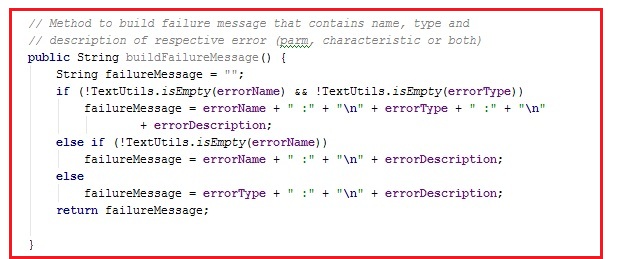 // Method to build failure message that contains name, type and
// description of respective error (parm, characteristic or both)
public String buildFailureMessage() {
String failureMessage = "";
if (!TextUtils.isEmpty(errorName) && !TextUtils.isEmpty(errorType))
failureMessage = errorName + " :" + "\n" + errorType + " :" + "\n"
+ errorDescription;
else if (!TextUtils.isEmpty(errorName))
failureMessage = errorName + " :" + "\n" + errorDescription;
else
failureMessage = errorType + " :" + "\n" + errorDescription;
return failureMessage;
}